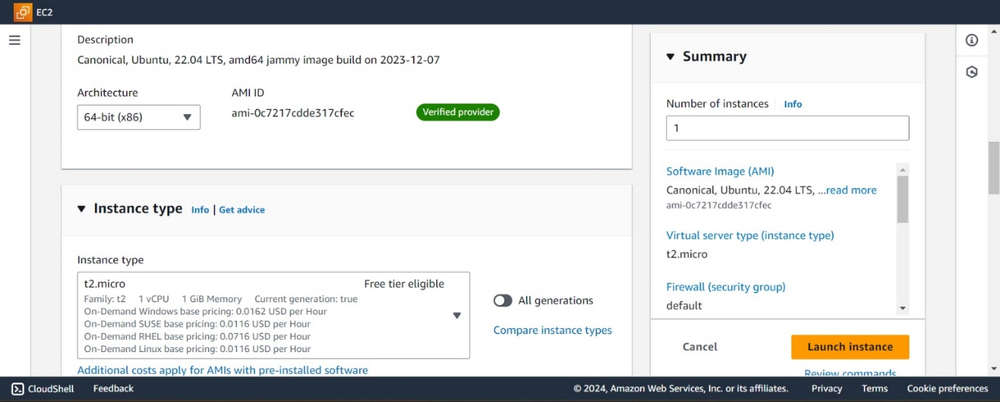 EC2
Description
Canonical, Ubuntu, 22.04 LTS, amd64 jammy image build on 2023-12-07
Architecture
64-bit (x86)
AMI ID
ami-0c7217cdde317cfec
Verified provider
Instance type Info | Get advice
Instance type
t2.micro Free tier eligible
Family: t2 1 vCPU 1 GiB Memory Current generation: true
On-Demand Windows base pricing: 0.0162 USD per Hour
On-Demand SUSE base pricing: 0.0116 USD per Hour
On-Demand RHEL base pricing: 0.0716 USD per Hour
On-Demand Linux base pricing: 0.0116 USD per Hour
All generations
Compare instance types
Additional costs apply for AMIs with pre-installed software
Summary
Number of instances Info
1
Software Image (AMI)
Canonical, Ubuntu, 22.04 LTS, ...read more
ami-0c7217cdde317cfec
Virtual server type (instance type)
t2.micro
Firewall (security group)
default
Cancel Launch instance
Review commands
CloudShell Feedback © 2024, Amazon Web Services, Inc. or its affiliates. Privacy Terms Cookie preferences